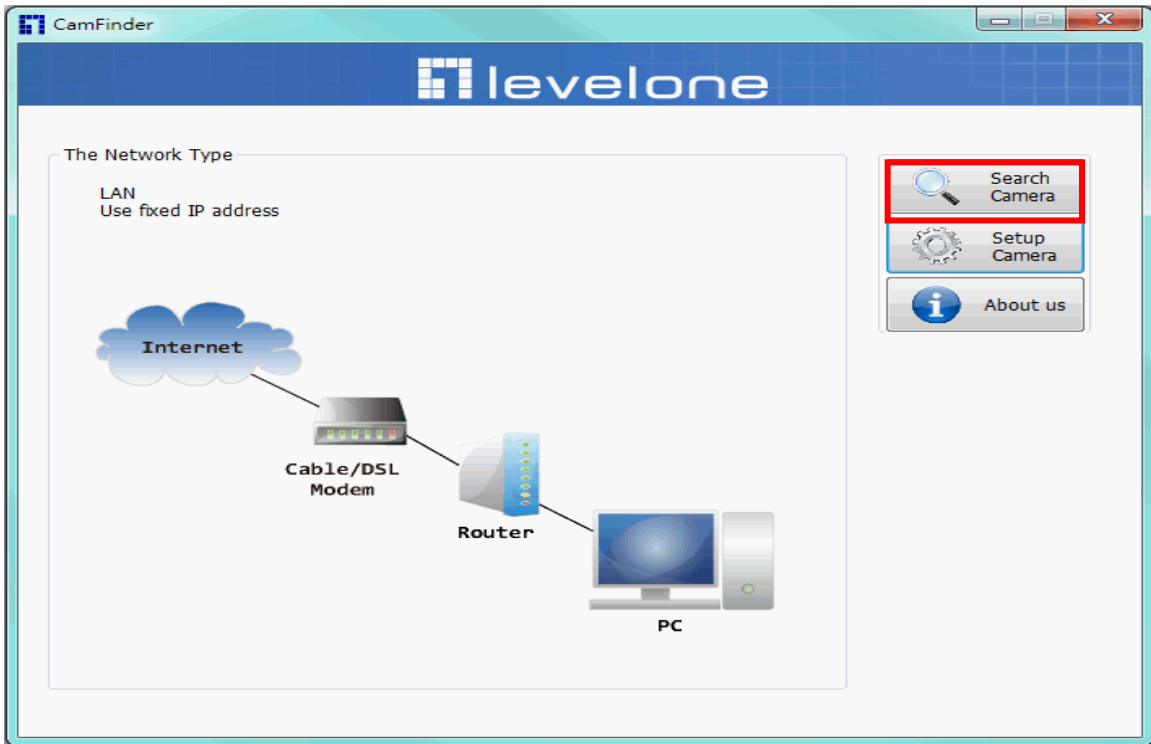 CamFinder
levelone
The Network Type
LAN
Use fixed IP address
Search
Camera
Setup
Camera
About us
Internet
Cable/DSL
Modem
Router
PC